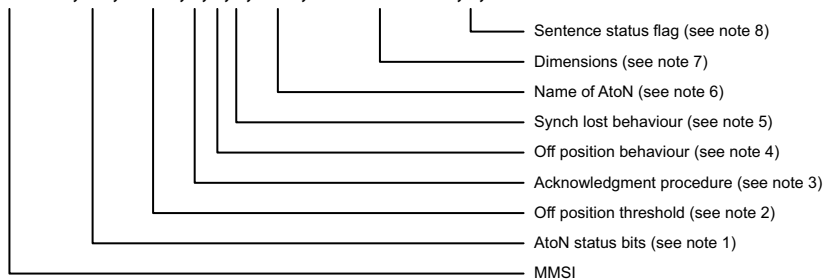 Sentence status flag (see note 8)
Dimensions (see note 7)
Name of AtoN (see note 6)
Synch lost behaviour (see note 5)
Off position behaviour (see note 4)
Acknowledgment procedure (see note 3)
Off position threshold (see note 2)
AtoN status bits (see note 1)
MMSI